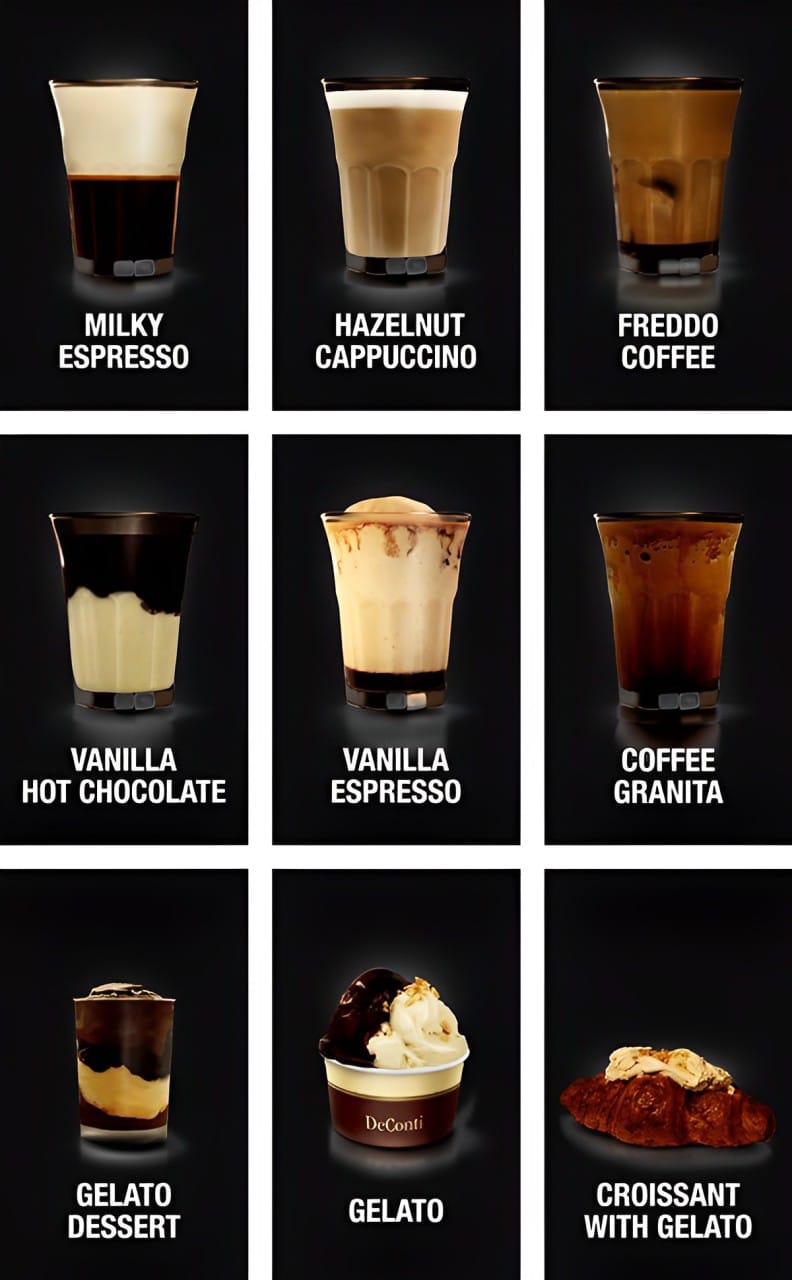 MILKY
ESPRESSO
HAZELNUT
CAPPUCCINO
FREDDO
COFFEE
VANILLA
HOT CHOCOLATE
VANILLA
ESPRESSO
COFFEE
GRANITA
GELATO
DESSERT
DeConti
GELATO
CROISSANT
WITH GELATO